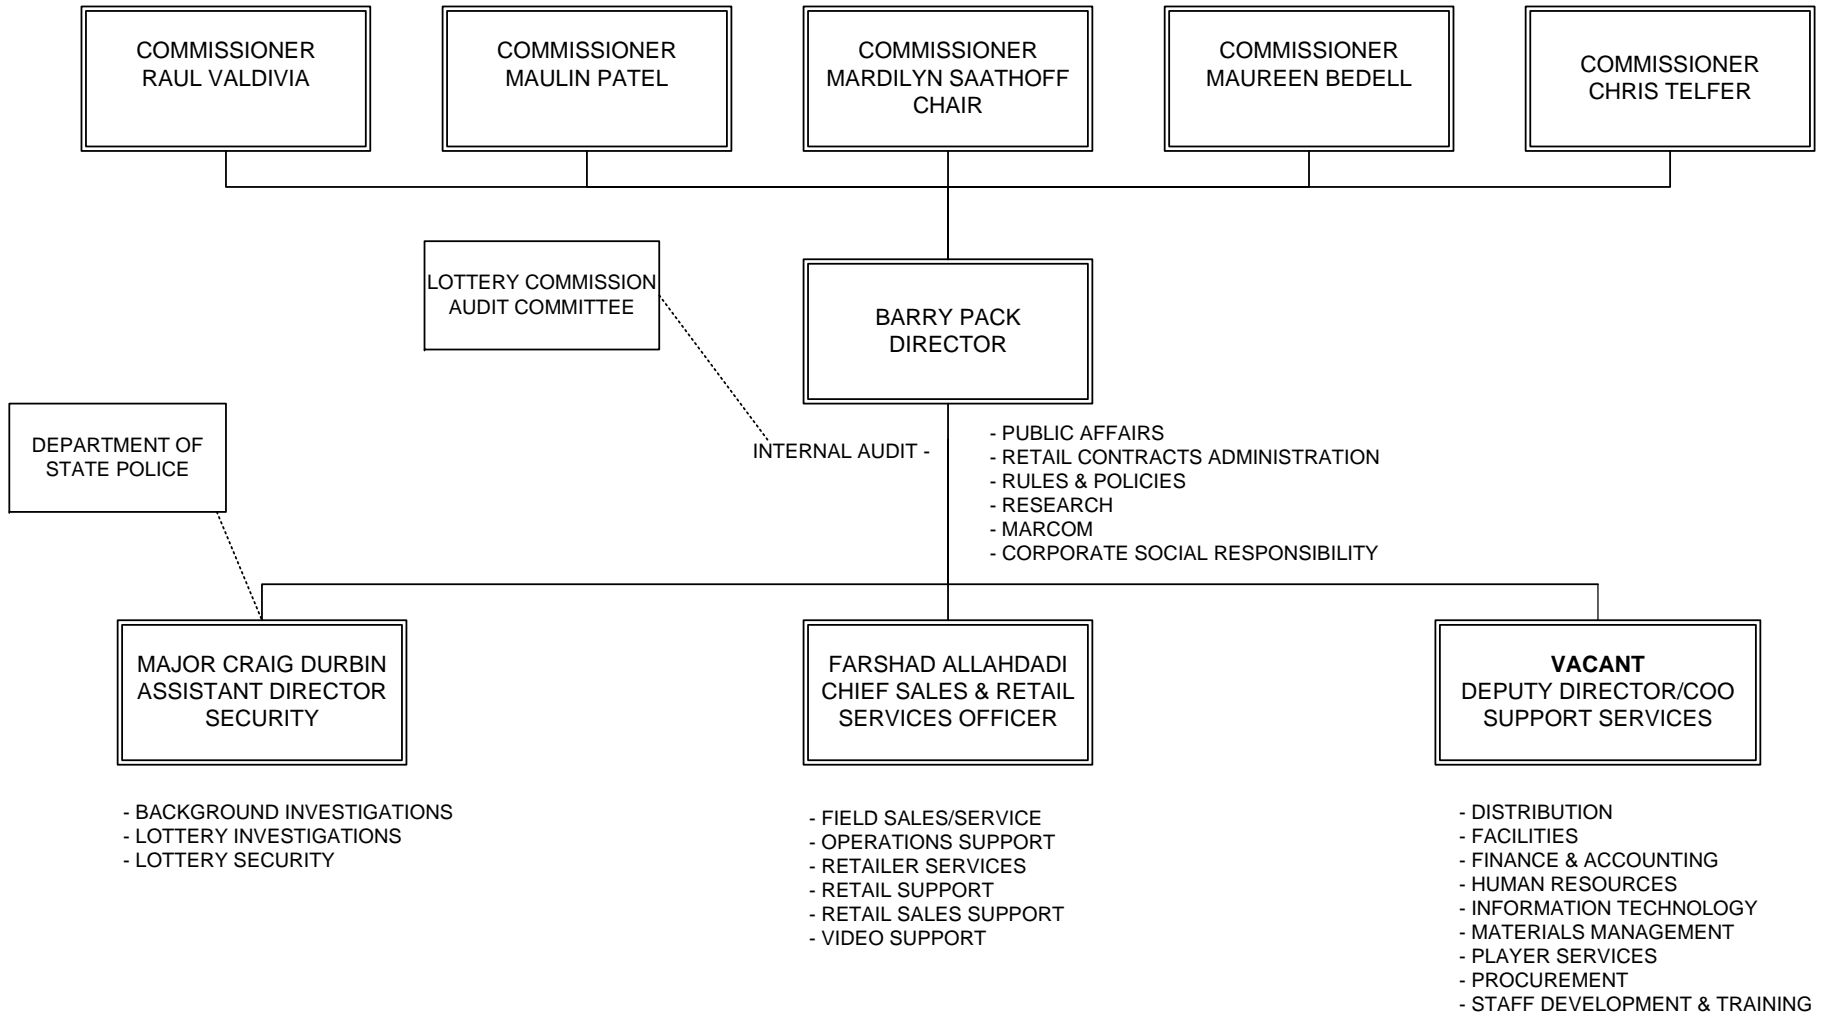 COMMISSIONER
RAUL VALDIVIA
COMMISSIONER
MAULIN PATEL
COMMISSIONER
MARDILYN SAATHOFF
CHAIR
COMMISSIONER
MAUREEN BEDELL
COMMISSIONER
CHRIS TELFER
LOTTERY COMMISSION
AUDIT COMMITTEE
BARRY PACK
DIRECTOR
DEPARTMENT OF
STATE POLICE
INTERNAL AUDIT -
- PUBLIC AFFAIRS
- RETAIL CONTRACTS ADMINISTRATION
- RULES & POLICIES
- RESEARCH
- MARCOM
- CORPORATE SOCIAL RESPONSIBILITY
MAJOR CRAIG DURBIN
ASSISTANT DIRECTOR
SECURITY
- BACKGROUND INVESTIGATIONS
- LOTTERY INVESTIGATIONS
- LOTTERY SECURITY
FARSHAD ALLAHDADI
CHIEF SALES & RETAIL
SERVICES OFFICER
- FIELD SALES/SERVICE
- OPERATIONS SUPPORT
- RETAILER SERVICES
- RETAIL SUPPORT
- RETAIL SALES SUPPORT
- VIDEO SUPPORT
VACANT
DEPUTY DIRECTOR/COO
SUPPORT SERVICES
- DISTRIBUTION
- FACILITIES
- FINANCE & ACCOUNTING
- HUMAN RESOURCES
- INFORMATION TECHNOLOGY
- MATERIALS MANAGEMENT
- PLAYER SERVICES
- PROCUREMENT
- STAFF DEVELOPMENT & TRAINING